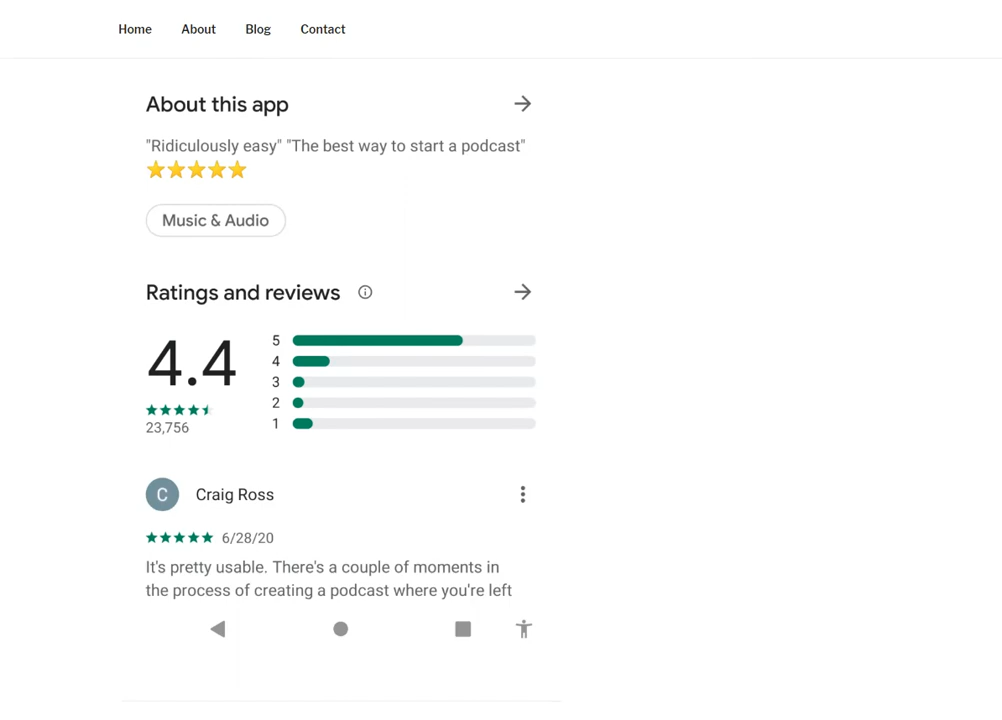 Home About Blog Contact
About this app
"Ridiculously easy" "The best way to start a podcast"
⭐⭐⭐⭐⭐
Music & Audio
Ratings and reviews
4.4
23,756
5
4
3
2
1
C Craig Ross
6/28/20
It's pretty usable. There's a couple of moments in
the process of creating a podcast where you're left